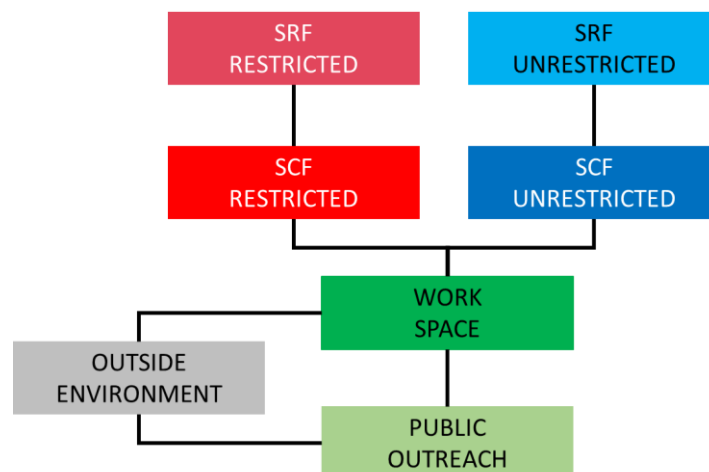 SRF
RESTRICTED
SRF
UNRESTRICTED
SCF
RESTRICTED
SCF
UNRESTRICTED
WORK
SPACE
OUTSIDE
ENVIRONMENT
PUBLIC
OUTREACH